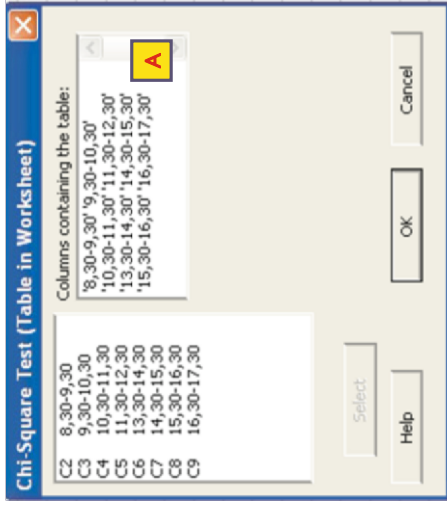 Chi-Square Test (Table in Worksheet)
C2 8,30-9,30
C3 9,30-10,30
C4 10,30-11,30
C5 11,30-12,30
C6 13,30-14,30
C7 14,30-15,30
C8 15,30-16,30
C9 16,30-17,30
Columns containing the table:
'8,30-9,30' '9,30-10,30'
'10,30-11,30' '11,30-12,30'
'13,30-14,30' '14,30-15,30'
'15,30-16,30' '16,30-17,30'
A
Select
Help
OK
Cancel